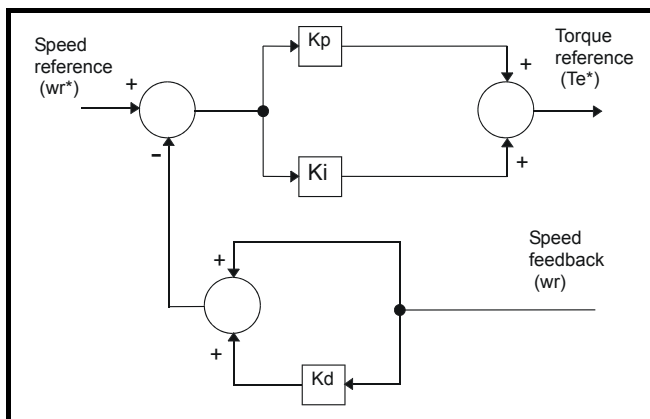 Speed
reference
(wr*)
+
-
Kp
Ki
+
+
Torque
reference
(Te*)
Speed
feedback
(wr)
+
+
Kd